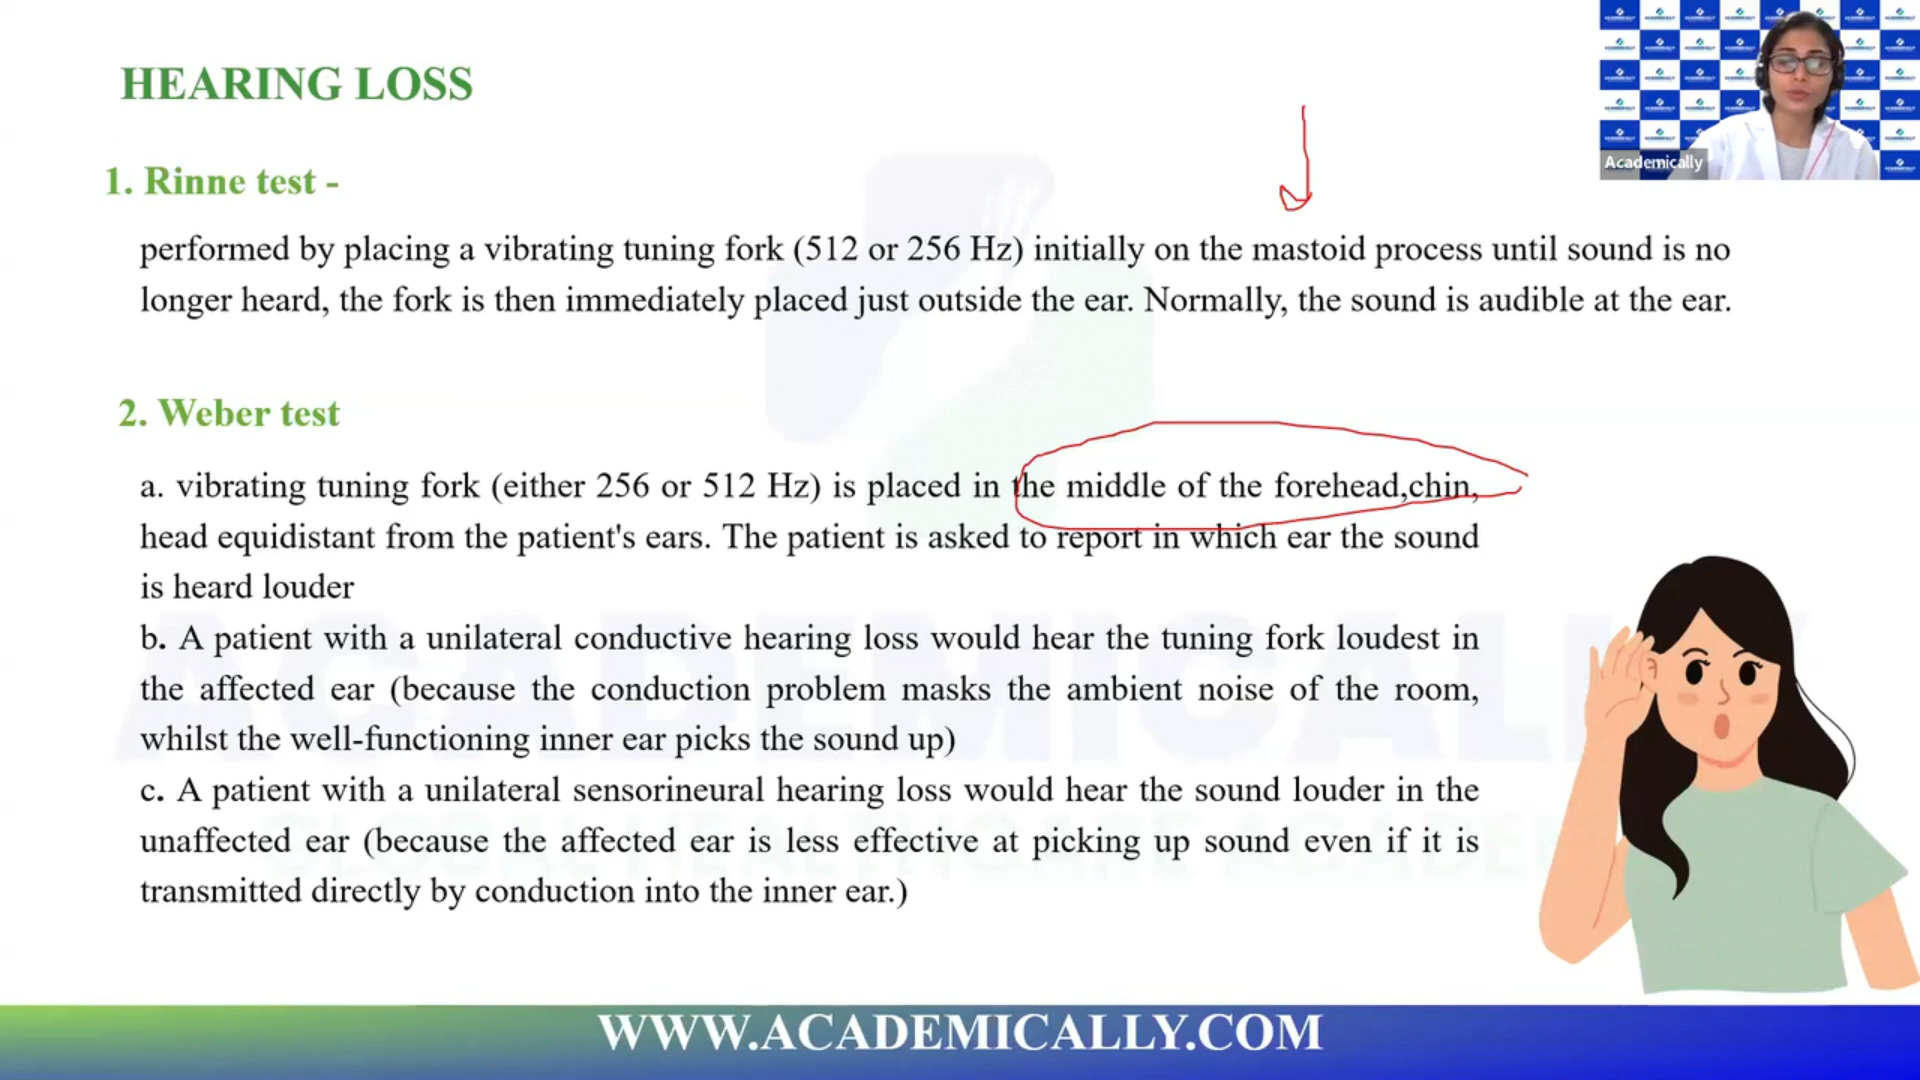 HEARING LOSS
Academically
1. Rinne test -
performed by placing a vibrating tuning fork (512 or 256 Hz) initially on the mastoid process until sound is no
longer heard, the fork is then immediately placed just outside the ear. Normally, the sound is audible at the ear.
2. Weber test
a. vibrating tuning fork (either 256 or 512 Hz) is placed in the middle of the forehead,chin,
head equidistant from the patient's ears. The patient is asked to report in which ear the sound
is heard louder
b. A patient with a unilateral conductive hearing loss would hear the tuning fork loudest in
the affected ear (because the conduction problem masks the ambient noise of the room,
whilst the well-functioning inner ear picks the sound up)
c. A patient with a unilateral sensorineural hearing loss would hear the sound louder in the
unaffected ear (because the affected ear is less effective at picking up sound even if it is
transmitted directly by conduction into the inner ear.)
WWW.ACADEMICALLY.COM